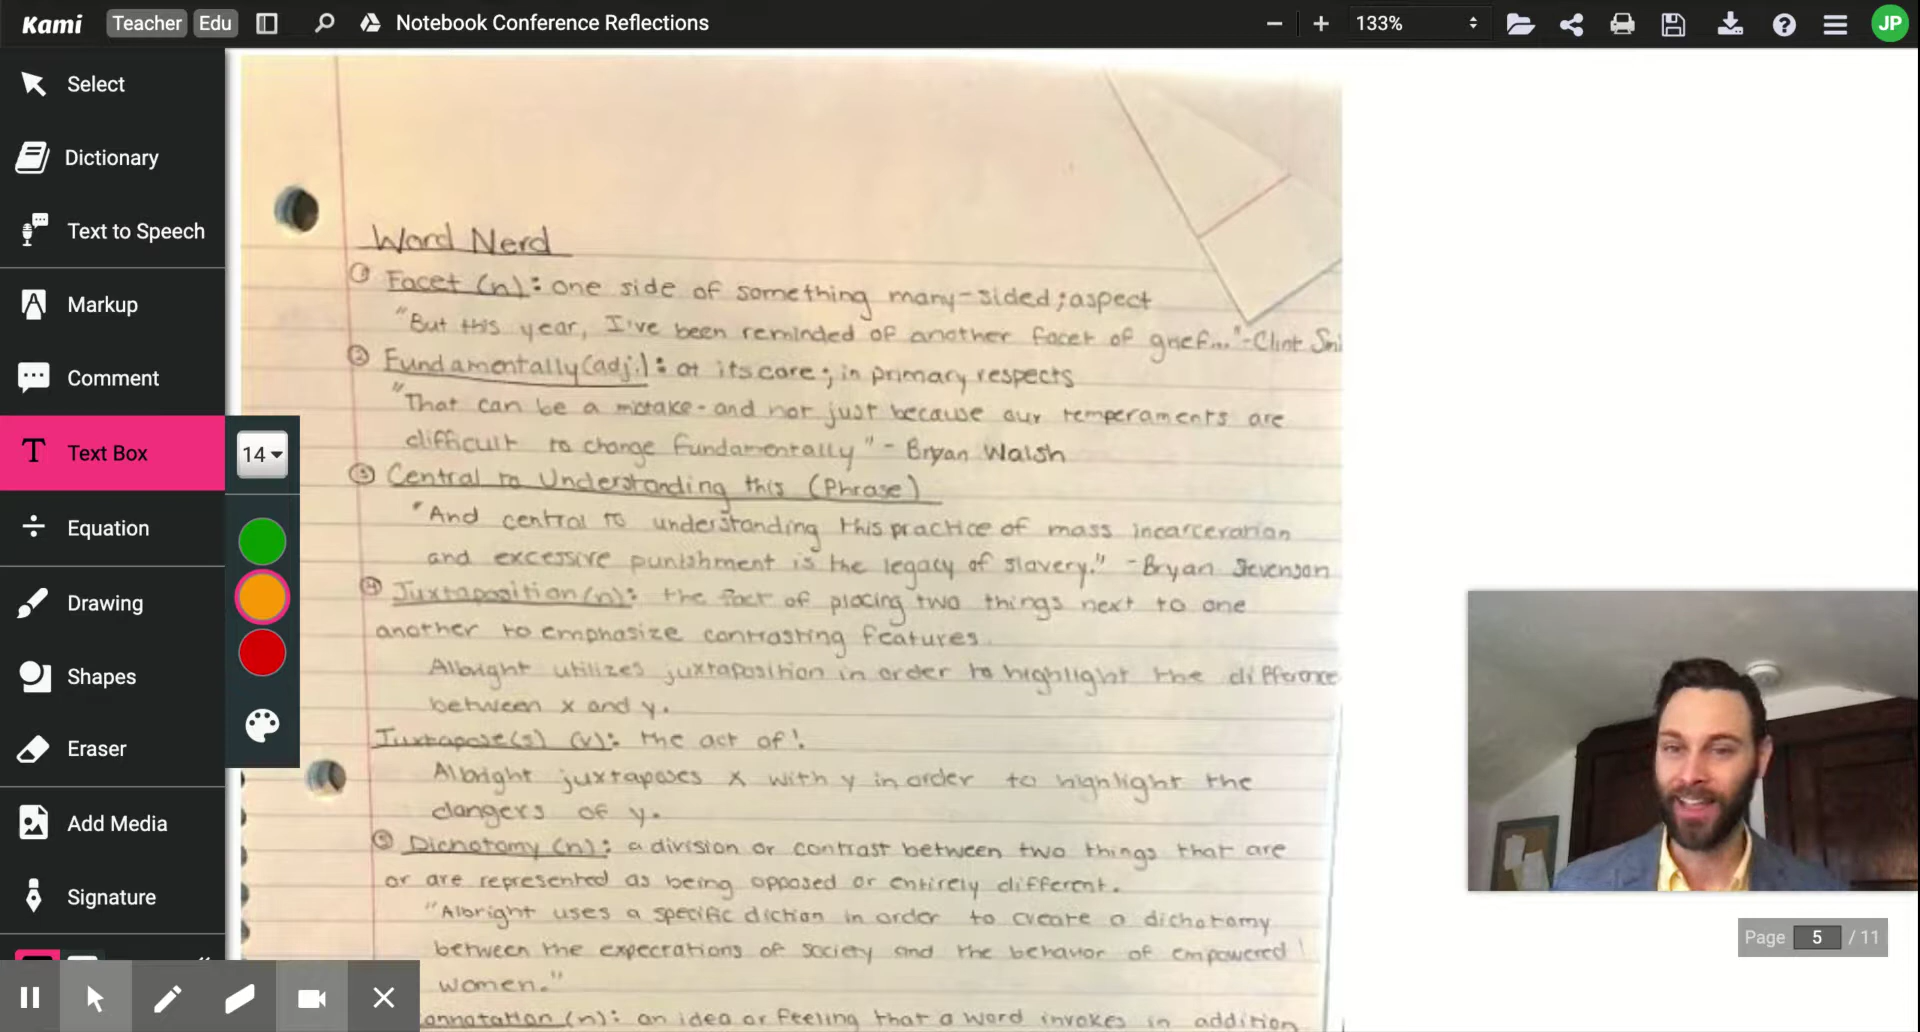 Kami Teacher Edu Notebook Conference Reflections 133% JP
Select
Dictionary
Text to Speech
Markup
Comment
Text Box 14
Equation
Drawing
Shapes
Eraser
Add Media
Signature
Word Nerd
① Facet (n): one side of something many-sided; aspect
"But this year, I've been reminded of another facet of grief..." -Clint Smi
② Fundamentally (adj.): at its core; in primary respects
"That can be a mistake - and not just because our temperaments are
difficult to change fundamentally" - Bryan Walsh
③ Central to Understanding this (Phrase)
"And central to understanding this practice of mass incarceration
and excessive punishment is the legacy of slavery." -Bryan Stevenson
④ Juxtaposition (n): the fact of placing two things next to one
another to emphasize contrasting features.
Albright utilizes juxtaposition in order to highlight the difference
between x and y.
Juxtapose(s) (v): the act of!
Albright juxtaposes x with y in order to highlight the
dangers of y.
⑤ Dichotomy (n): a division or contrast between two things that are
or are represented as being opposed or entirely different.
"Albright uses a specific diction in order to create a dichotomy
between the expectations of society and the behavior of empowered
women."
onnotation (n): an idea or feeling that a word invokes in addition
Page 5 / 11